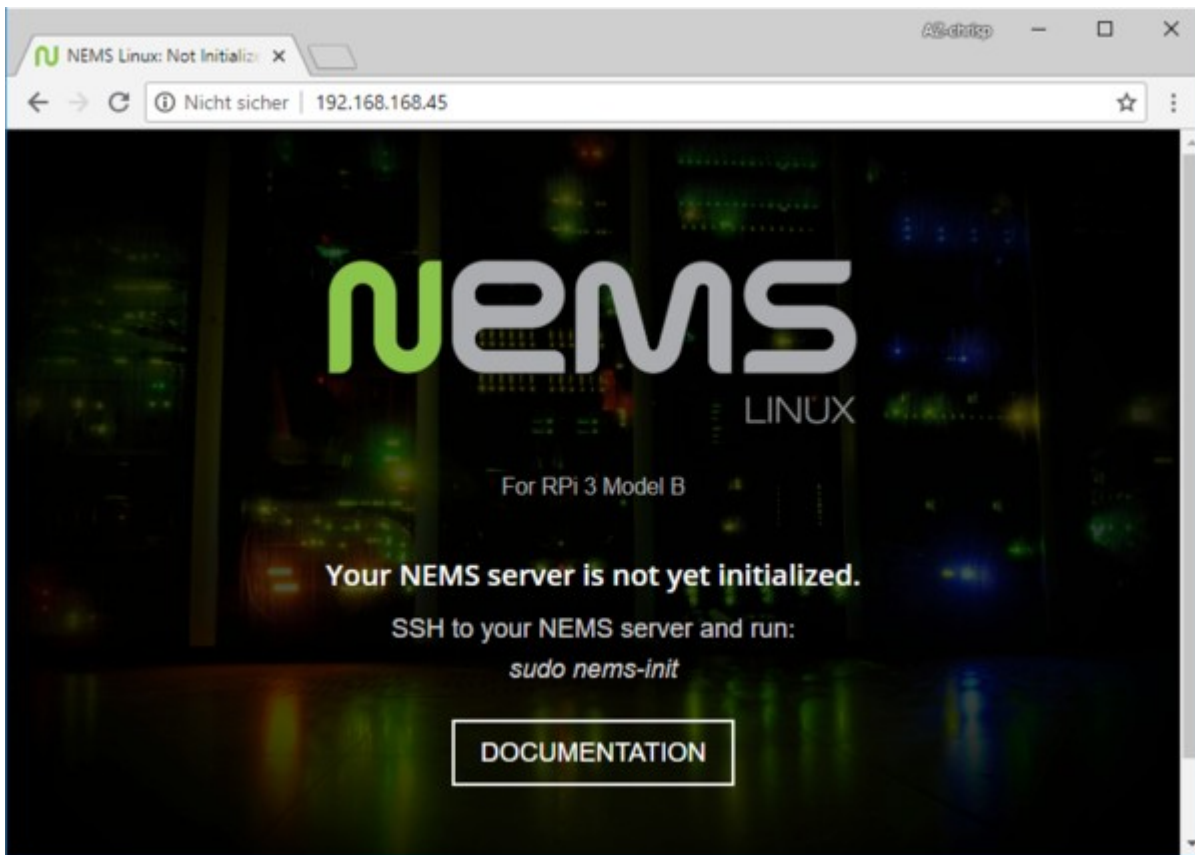 A2-chrisp
NEMS Linux: Not Initializ
Nicht sicher | 192.168.168.45
NEMS
LINUX
For RPi 3 Model B
Your NEMS server is not yet initialized.
SSH to your NEMS server and run:
sudo nems-init
DOCUMENTATION